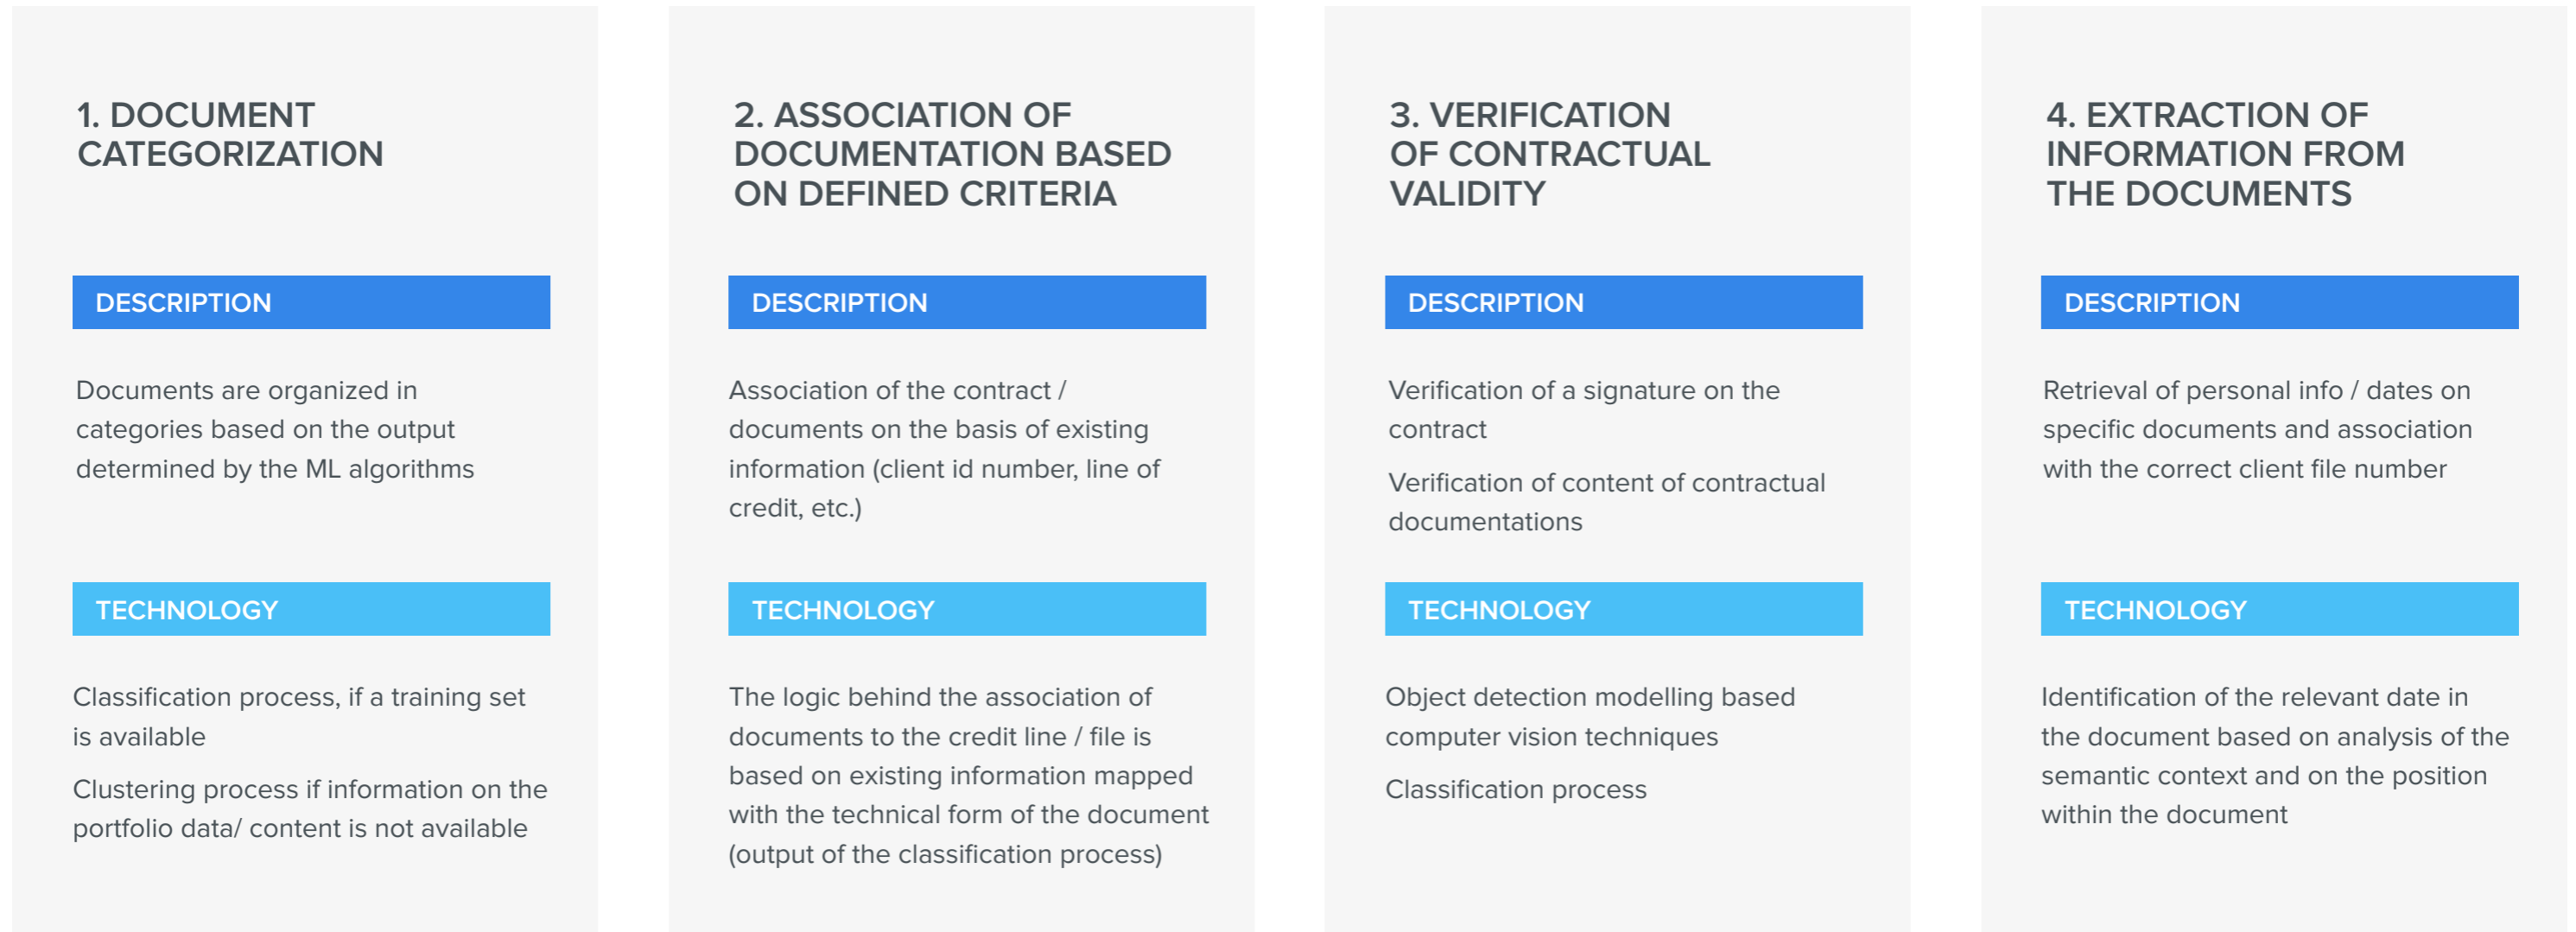 1. DOCUMENT
CATEGORIZATION
DESCRIPTION
Documents are organized in
categories based on the output
determined by the ML algorithms
TECHNOLOGY
Classification process, if a training set
is available
Clustering process if information on the
portfolio data/ content is not available
2. ASSOCIATION OF
DOCUMENTATION BASED
ON DEFINED CRITERIA
DESCRIPTION
Association of the contract /
documents on the basis of existing
information (client id number, line of
credit, etc.)
TECHNOLOGY
The logic behind the association of
documents to the credit line / file is
based on existing information mapped
with the technical form of the document
(output of the classification process)
3. VERIFICATION
OF CONTRACTUAL
VALIDITY
DESCRIPTION
Verification of a signature on the
contract
Verification of content of contractual
documentations
TECHNOLOGY
Object detection modelling based
computer vision techniques
Classification process
4. EXTRACTION OF
INFORMATION FROM
THE DOCUMENTS
DESCRIPTION
Retrieval of personal info / dates on
specific documents and association
with the correct client file number
TECHNOLOGY
Identification of the relevant date in
the document based on analysis of the
semantic context and on the position
within the document